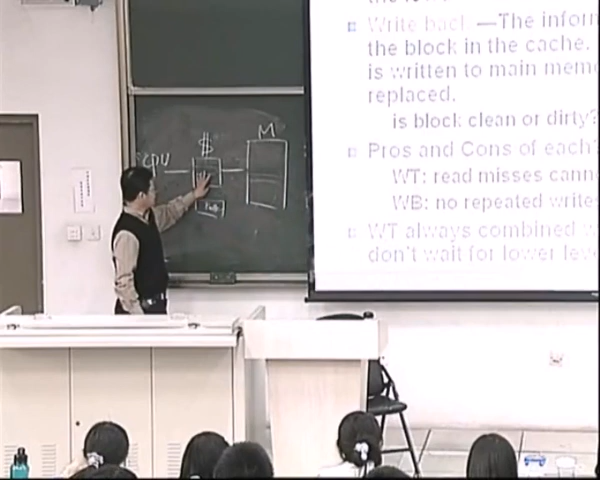 Write back —The inform
the block in the cache.
is written to main mem
replaced.
is block clean or dirty?
Pros and Cons of each
WT: read misses cann
WB: no repeated write
WT always combined w
don't wait for lower lev
CPU
$
M